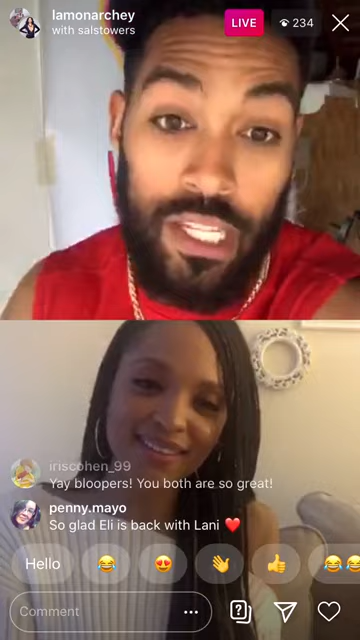 lamonarchey
with salstowers
LIVE
234
iriscohen_99
Yay bloopers! You both are so great!
penny.mayo
So glad Eli is back with Lani ❤️
Hello 😂 😍 👋 👍 😂😂
Comment